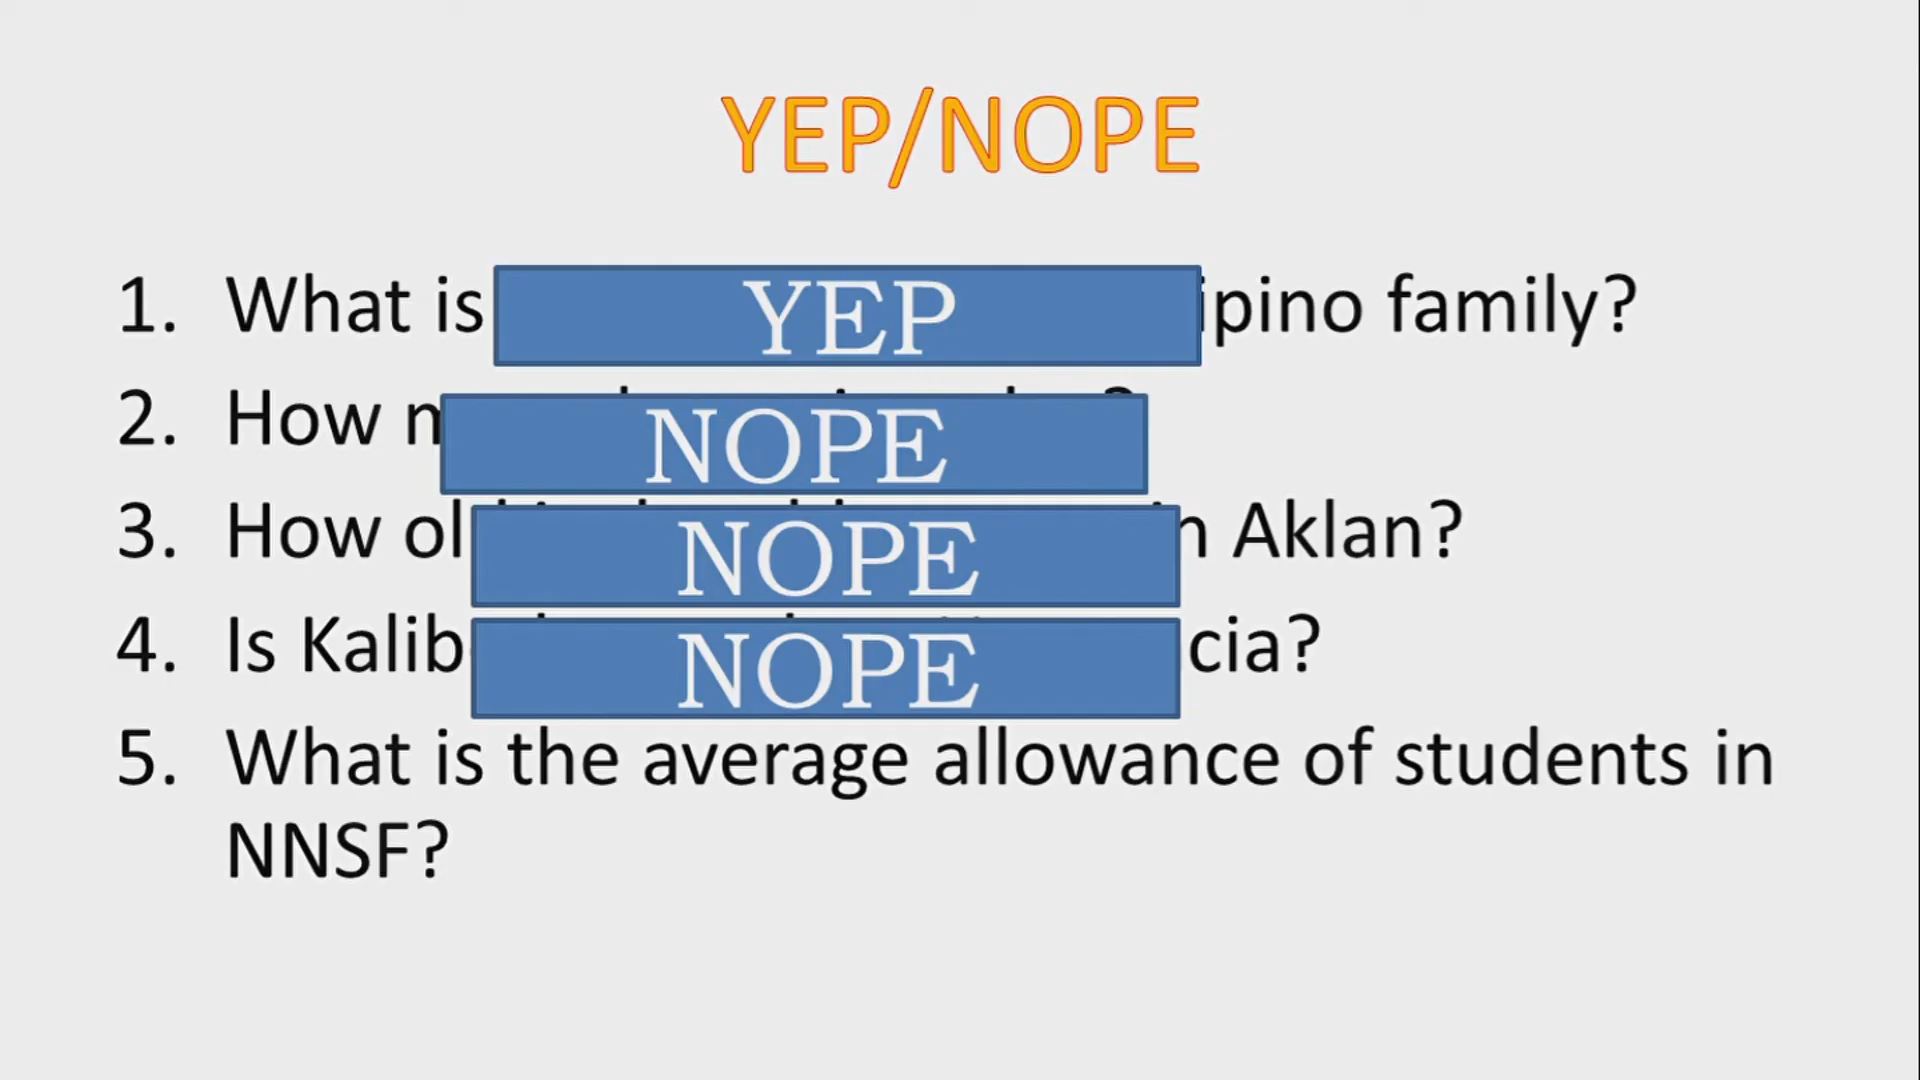 YEP/NOPE
1. What is YEP ipino family?
2. How NOPE
3. How ol NOPE n Aklan?
4. Is Kalib NOPE cia?
5. What is the average allowance of students in
NNSF?